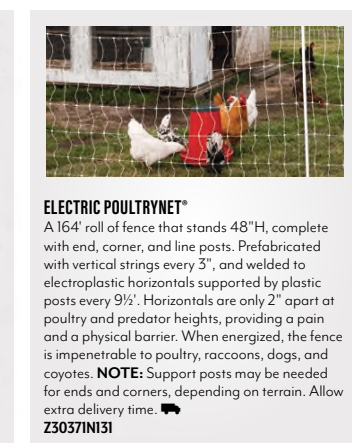 ELECTRIC POULTRYNET®
A 164' roll of fence that stands 48"H, complete
with end, corner, and line posts. Prefabricated
with vertical strings every 3", and welded to
electroplastic horizontals supported by plastic
posts every 9½'. Horizontals are only 2" apart at
poultry and predator heights, providing a pain
and a physical barrier. When energized, the fence
is impenetrable to poultry, raccoons, dogs, and
coyotes. NOTE: Support posts may be needed
for ends and corners, depending on terrain. Allow
extra delivery time.
Z30371N131